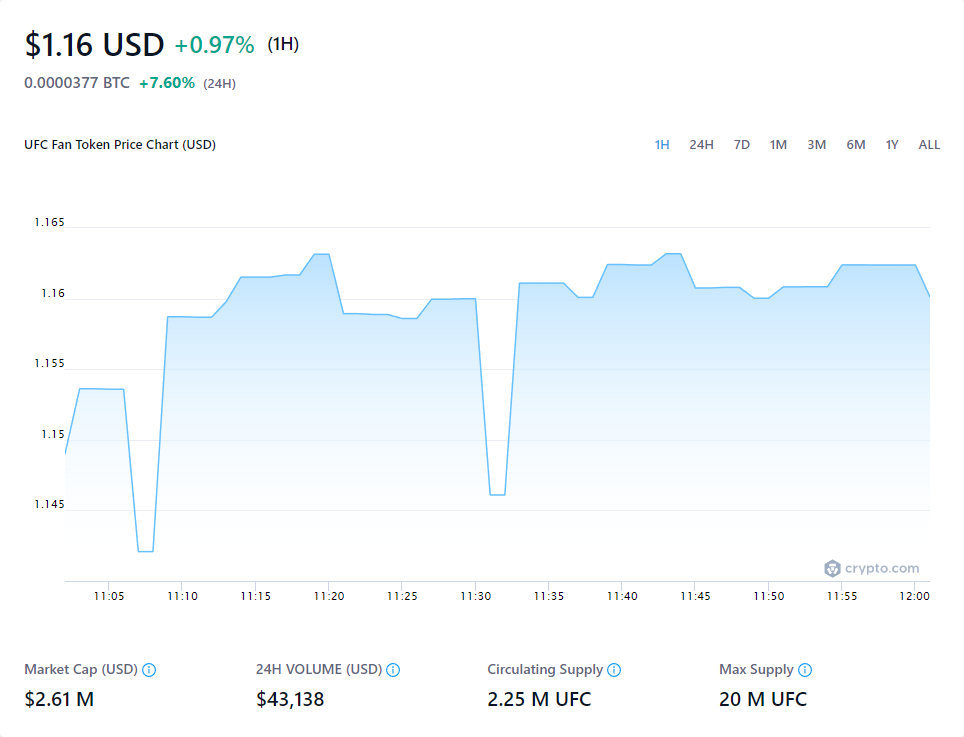 $1.16 USD +0.97% (1H)
0.0000377 BTC +7.60% (24H)
UFC Fan Token Price Chart (USD) 1H 24H 7D 1M 3M 6M 1Y ALL
1.165
1.16
1.155
1.15
1.145
crypto.com
11:05 11:10 11:15 11:20 11:25 11:30 11:35 11:40 11:45 11:50 11:55 12:00
Market Cap (USD) 24H VOLUME (USD) Circulating Supply Max Supply
$2.61 M $43,138 2.25 M UFC 20 M UFC